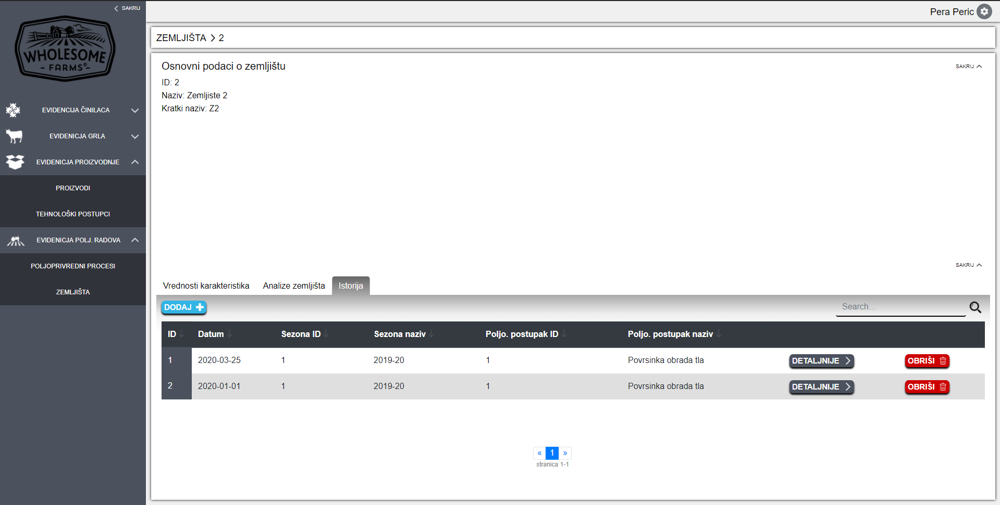 SAKRIJ
WHOLESOME
- FARMS® -
EVIDENCIJA ČINILACA
EVIDENICJA GRLA
EVIDENICJA PROIZVODNJE
PROIZVODI
TEHNOLOŠKI POSTUPCI
EVIDENICJA POLJ. RADOVA
POLJOPRIVREDNI PROCESI
ZEMLJIŠTA
Pera Peric
ZEMLJIŠTA > 2
Osnovni podaci o zemljištu
SAKRIJ
ID: 2
Naziv: Zemljiste 2
Kratki naziv: Z2
SAKRIJ
Vrednosti karakteristika Analize zemljišta Istorija
DODAJ + Search...
ID Datum Sezona ID Sezona naziv Poljo. postupak ID Poljo. postupak naziv
1 2020-03-25 1 2019-20 1 Povrsinka obrada tla DETALJNIJE OBRIŠI
2 2020-01-01 1 2019-20 1 Povrsinka obrada tla DETALJNIJE OBRIŠI
« 1 »
stranica 1-1